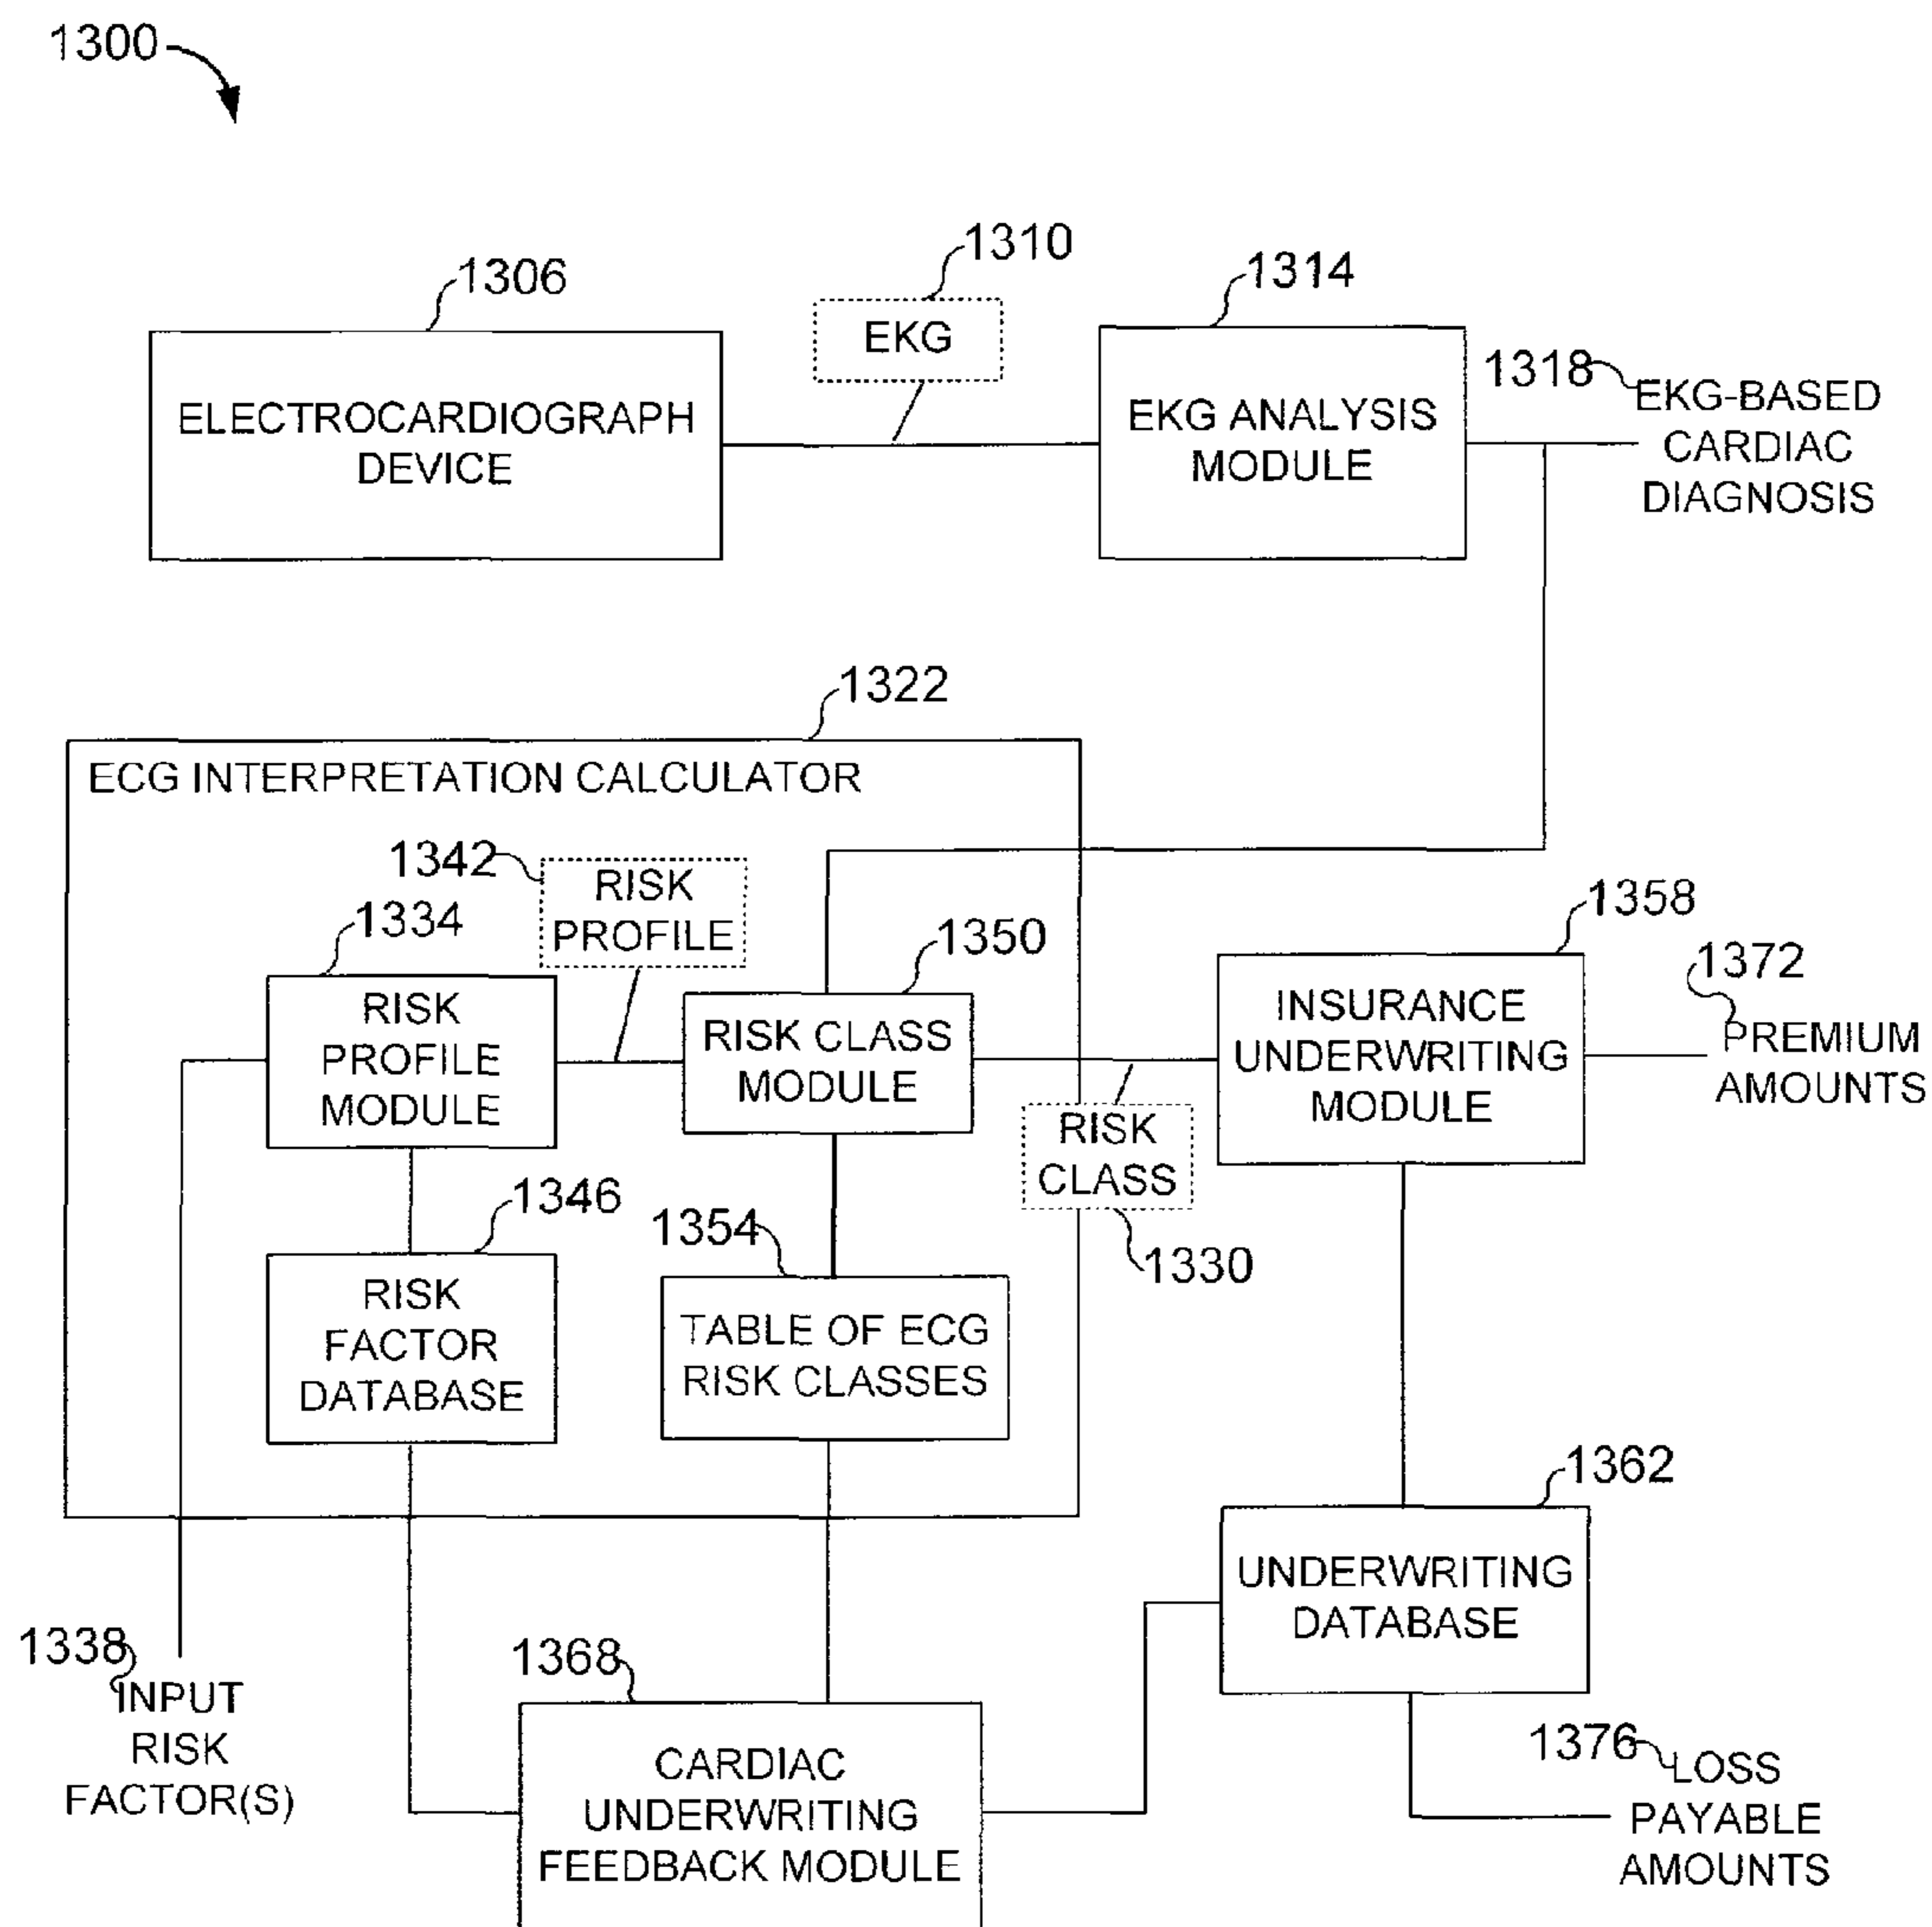 1300
1306
1310
1314
EKG
1318
ELECTROCARDIOGRAPH
DEVICE
EKG ANALYSIS
MODULE
EKG-BASED
CARDIAC
DIAGNOSIS
1322
ECG INTERPRETATION CALCULATOR
1342
RISK
PROFILE
1334
1350
1358
1372
RISK
PROFILE
MODULE
RISK CLASS
MODULE
INSURANCE
UNDERWRITING
MODULE
PREMIUM
AMOUNTS
RISK
CLASS
1330
1346
1354
RISK
FACTOR
DATABASE
TABLE OF ECG
RISK CLASSES
1362
UNDERWRITING
DATABASE
1338
INPUT
RISK
FACTOR(S)
1368
CARDIAC
UNDERWRITING
FEEDBACK MODULE
1376
LOSS
PAYABLE
AMOUNTS